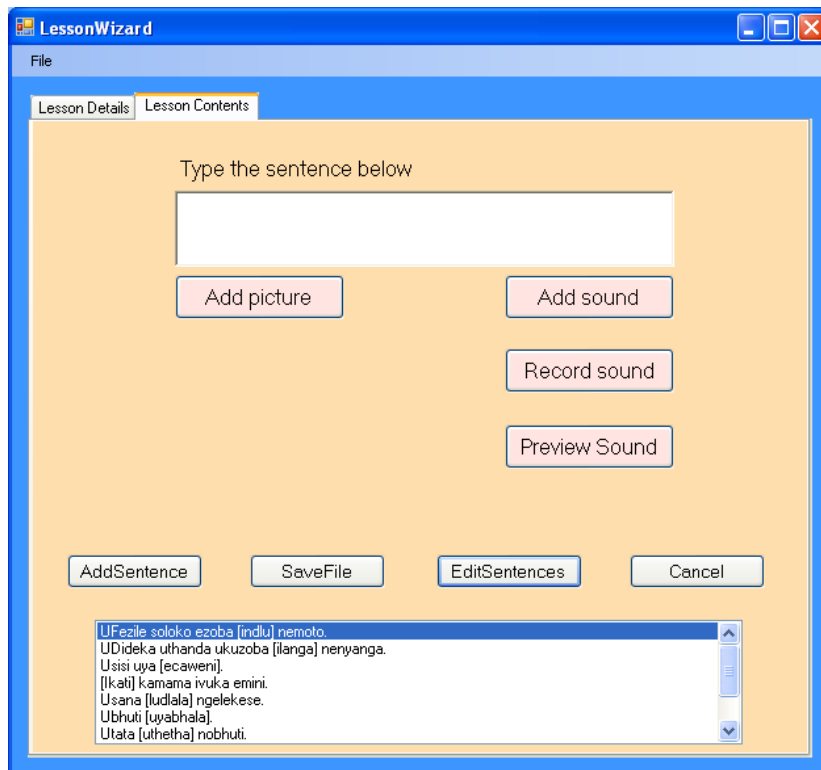 LessonWizard
File
Lesson Details Lesson Contents
Type the sentence below
Add picture Add sound
Record sound
Preview Sound
AddSentence SaveFile EditSentences Cancel
UFezile soloko ezoba [indlu] nemoto.
UDideka uthanda ukuzoba [ilanga] nenyanga.
Usisi uya [ecaweni].
[Ikati] kamama ivuka emini.
Usana [ludlala] ngelekese.
Ubhuti [uyabhala].
Utata [uthetha] nobhuti.